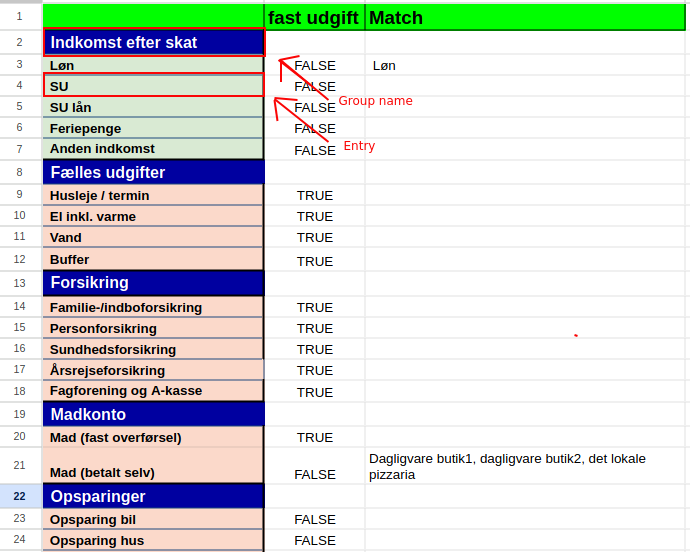 1 fast udgift Match
2 Indkomst efter skat
3 Løn FALSE Løn
4 SU FALSE
Group name
5 SU lån FALSE
6 Feriepenge FALSE
Entry
7 Anden indkomst FALSE
8 Fælles udgifter
9 Husleje / termin TRUE
10 El inkl. varme TRUE
11 Vand TRUE
12 Buffer TRUE
13 Forsikring
14 Familie-/indboforsikring TRUE
15 Personforsikring TRUE
16 Sundhedsforsikring TRUE
17 Årsrejseforsikring TRUE
18 Fagforening og A-kasse TRUE
19 Madkonto
20 Mad (fast overførsel) TRUE
Dagligvare butik1, dagligvare butik2, det lokale
21 Mad (betalt selv) FALSE pizzaria
22 Opsparinger
23 Opsparing bil FALSE
24 Opsparing hus FALSE